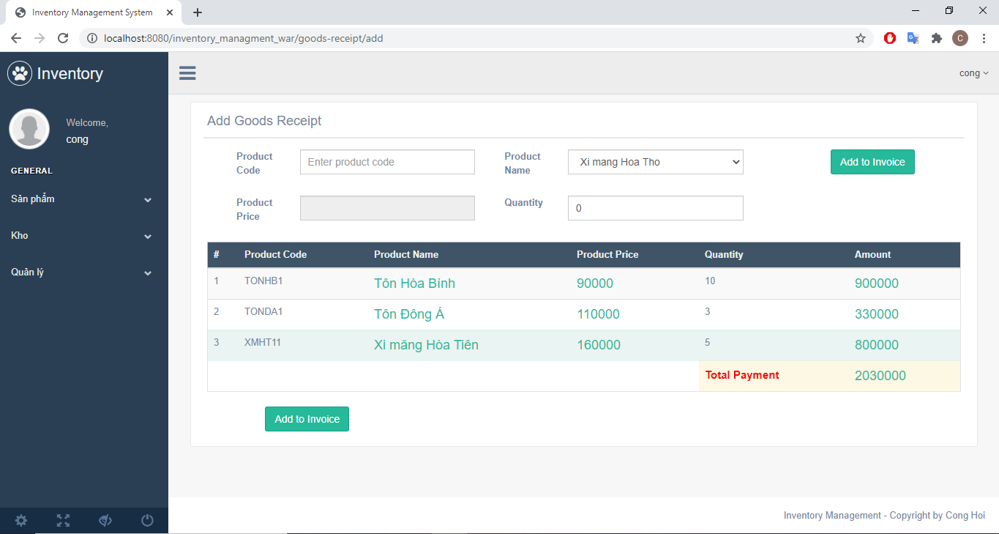 Inventory Management System
localhost:8080/inventory_managment_war/goods-receipt/add
C
Inventory
cong
Welcome,
cong
GENERAL
Sản phẩm
Kho
Quản lý
Add Goods Receipt
Product Code
Enter product code
Product Name
Xi mang Hoa Tho
Add to Invoice
Product Price
Quantity
0
# Product Code Product Name Product Price Quantity Amount
1 TONHB1 Tôn Hòa Bình 90000 10 900000
2 TONDA1 Tôn Đông Á 110000 3 330000
3 XMHT11 Xi măng Hòa Tiên 160000 5 800000
Total Payment 2030000
Add to Invoice
Inventory Management - Copyright by Cong Hoi